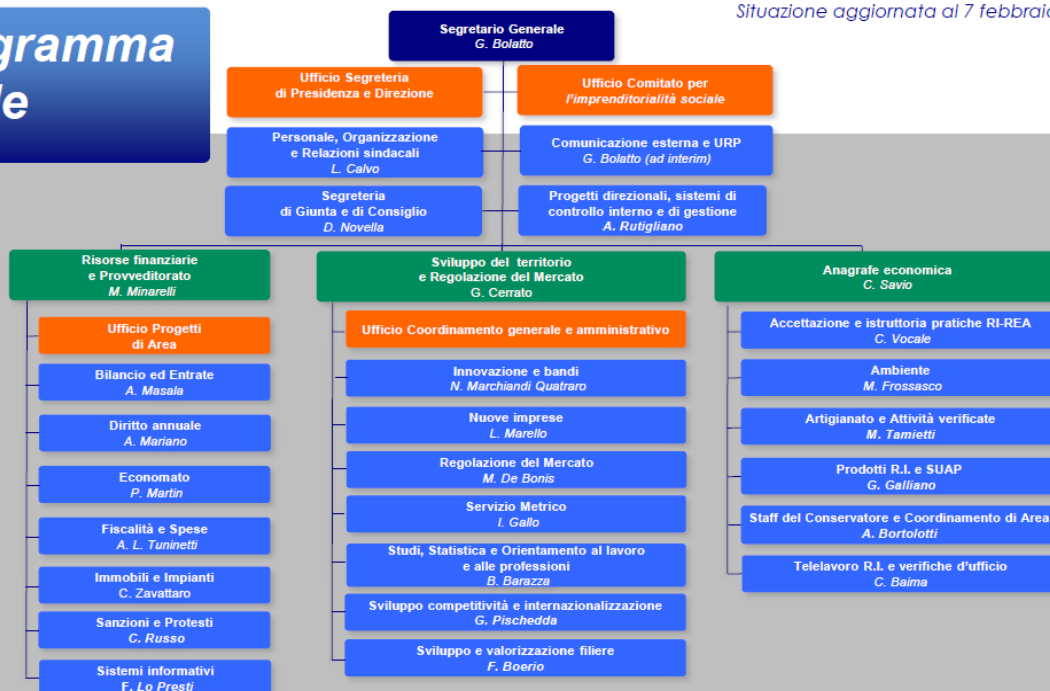 gramma
le
Situazione aggiornata al 7 febbraio
Segretario Generale
G. Bolatto
Ufficio Segreteria
di Presidenza e Direzione
Ufficio Comitato per
l'imprenditorialità sociale
Personale, Organizzazione
e Relazioni sindacali
L. Calvo
Comunicazione esterna e URP
G. Bolatto (ad interim)
Segreteria
di Giunta e di Consiglio
D. Novella
Progetti direzionali, sistemi di
controllo interno e di gestione
A. Rutigliano
Risorse finanziarie
e Provveditorato
M. Minarelli
Ufficio Progetti
di Area
Bilancio ed Entrate
A. Masala
Diritto annuale
A. Mariano
Economato
P. Martin
Fiscalità e Spese
A. L. Tuninetti
Immobili e Impianti
C. Zavattaro
Sanzioni e Protesti
C. Russo
Sistemi informativi
F. Lo Presti
Sviluppo del territorio
e Regolazione del Mercato
G. Cerrato
Ufficio Coordinamento generale e amministrativo
Innovazione e bandi
N. Marchiandi Quatraro
Nuove imprese
L. Marello
Regolazione del Mercato
M. De Bonis
Servizio Metrico
I. Gallo
Studi, Statistica e Orientamento al lavoro
e alle professioni
B. Barazza
Sviluppo competitività e internazionalizzazione
G. Pischedda
Sviluppo e valorizzazione filiere
F. Boerio
Anagrafe economica
C. Savio
Accettazione e istruttoria pratiche RI-REA
C. Vocale
Ambiente
M. Frossasco
Artigianato e Attività verificate
M. Tamietti
Prodotti R.I. e SUAP
G. Galliano
Staff del Conservatore e Coordinamento di Area
A. Bortolotti
Telelavoro R.I. e verifiche d'ufficio
C. Baima